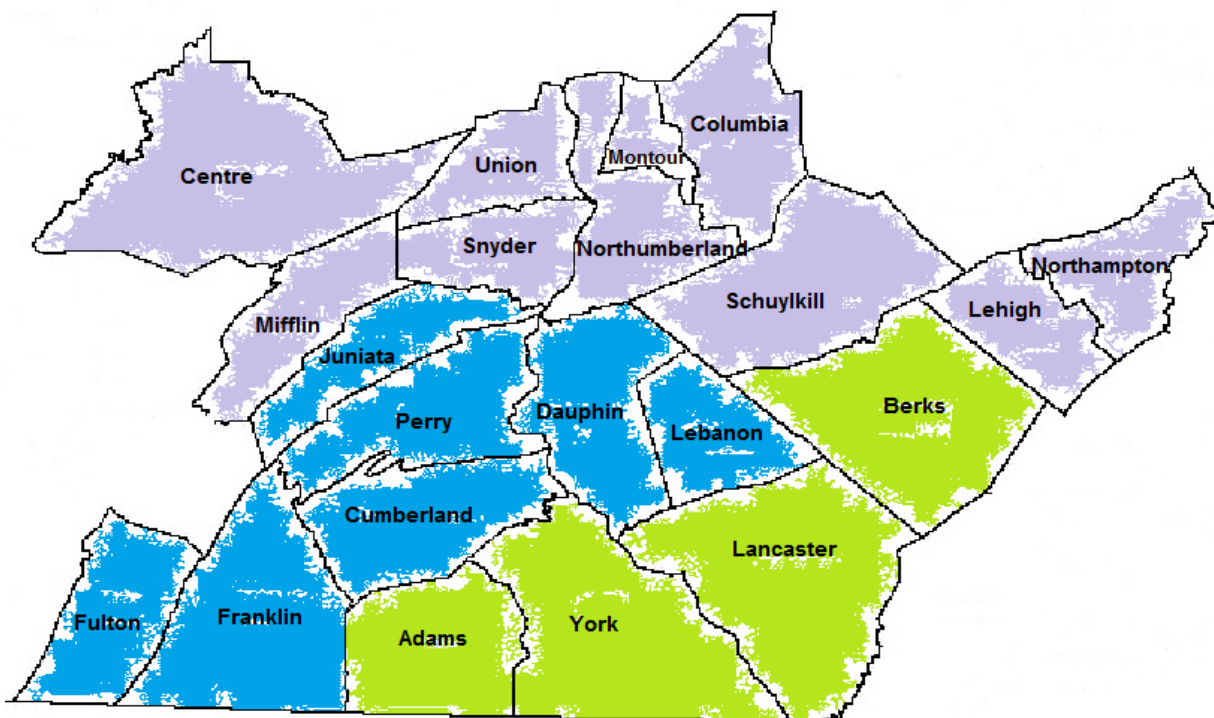 Columbia
Montour
Union
Centre
Snyder
Northumberland
Northampton
Schuylkill
Lehigh
Mifflin
Juniata
Perry
Dauphin
Lebanon
Berks
Cumberland
Lancaster
Fulton
Franklin
York
Adams